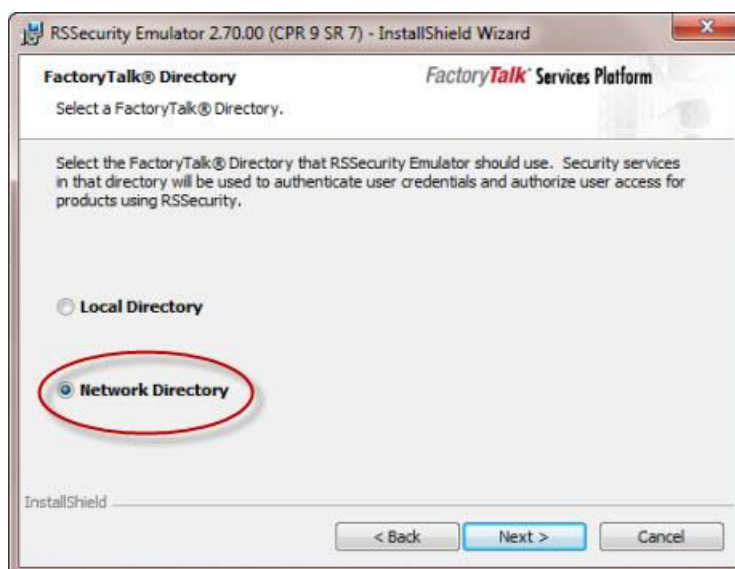 RSSecurity Emulator 2.70.00 (CPR 9 SR 7) - InstallShield Wizard
FactoryTalk® Directory
FactoryTalk® Services Platform
Select a FactoryTalk® Directory.
Select the FactoryTalk® Directory that RSSecurity Emulator should use. Security services
in that directory will be used to authenticate user credentials and authorize user access for
products using RSSecurity.
Local Directory
Network Directory
InstallShield
< Back
Next >
Cancel